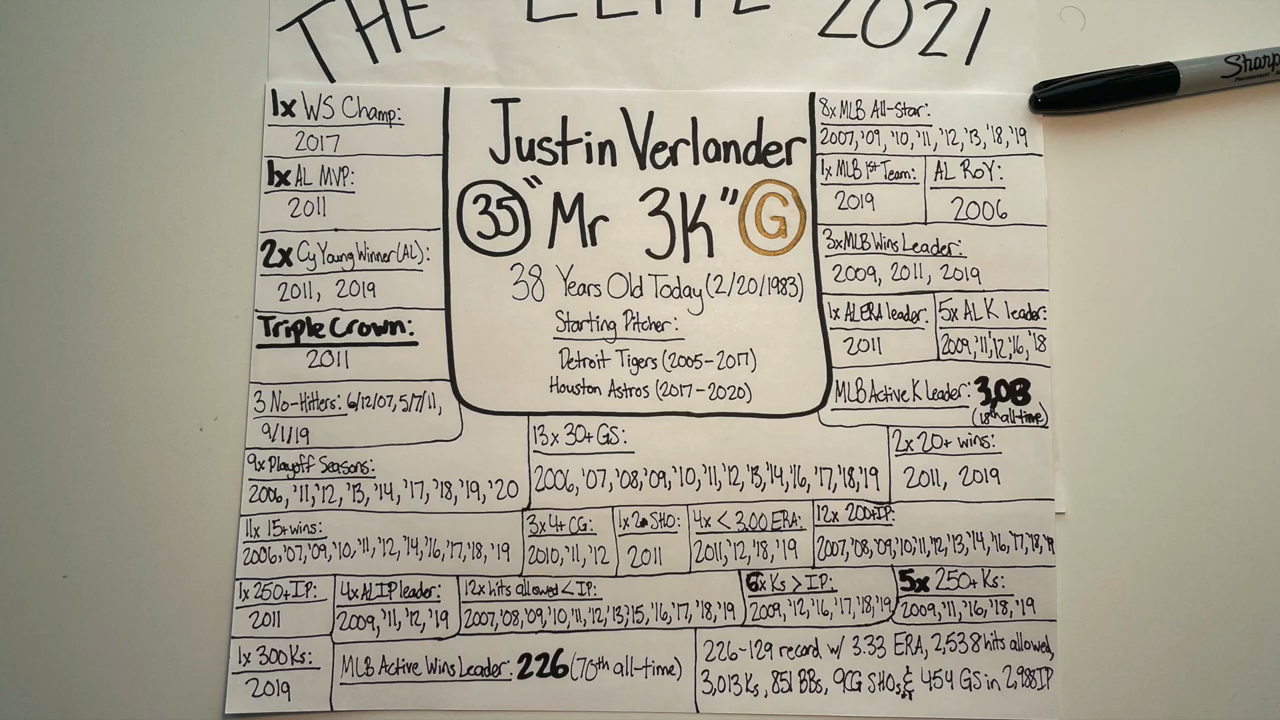 THE ELITE 2021
Sharp
1x WS Champ:
2017
1x AL MVP:
2011
2x Cy Young Winner (AL):
2011, 2019
Triple Crown:
2011
3 No-Hitters: 6/12/07, 5/7/11,
9/1/19
Justin Verlander
35 "Mr 3K" G
38 Years Old Today (2/20/1983)
Starting Pitcher:
Detroit Tigers (2005-2017)
Houston Astros (2017-2020)
8x MLB All-Star:
2007, '09, '10, '11, '12, '13, '18, '19
1x MLB 1st Team:
2019
AL RoY:
2006
3x MLB Wins Leader:
2009, 2011, 2019
1x AL ERA leader:
2011
5x AL K leader:
2009, '11, '12, '16, '18
MLB Active K Leader: 3,013
(18th all-time)
9x Playoff Seasons:
2006, '11, '12, '13, '14, '17, '18, '19, '20
13x 30+ GS:
2006, '07, '08, '09, '10, '11, '12, '13, '14, '16, '17, '18, '19
2x 20+ wins:
2011, 2019
11x 15+ wins:
2006, '07, '09, '10, '11, '12, '14, '16, '17, '18, '19
3x 4+ CG:
2010, '11, '12
1x 2 SHO:
2011
4x < 3.00 ERA:
2011, '12, '18, '19
12x 200+ IP:
2007, '08, '09, '10, '11, '12, '13, '14, '16, '17, '18, '19
1x 250+ IP:
2011
4x AL IP leader:
2009, '11, '12, '19
12x hits allowed < IP:
2007, '08, '09, '10, '11, '12, '13, '15, '16, '17, '18, '19
6x Ks > IP:
2009, '12, '16, '17, '18, '19
5x 250+ Ks:
2009, '11, '16, '18, '19
1x 300 Ks:
2019
MLB Active Wins Leader: 226 (70th all-time)
226-129 record w/ 3.33 ERA, 2,538 hits allowed,
3,013 Ks, 851 BBs, 9 CG SHOs, & 454 GS in 2,988 IP